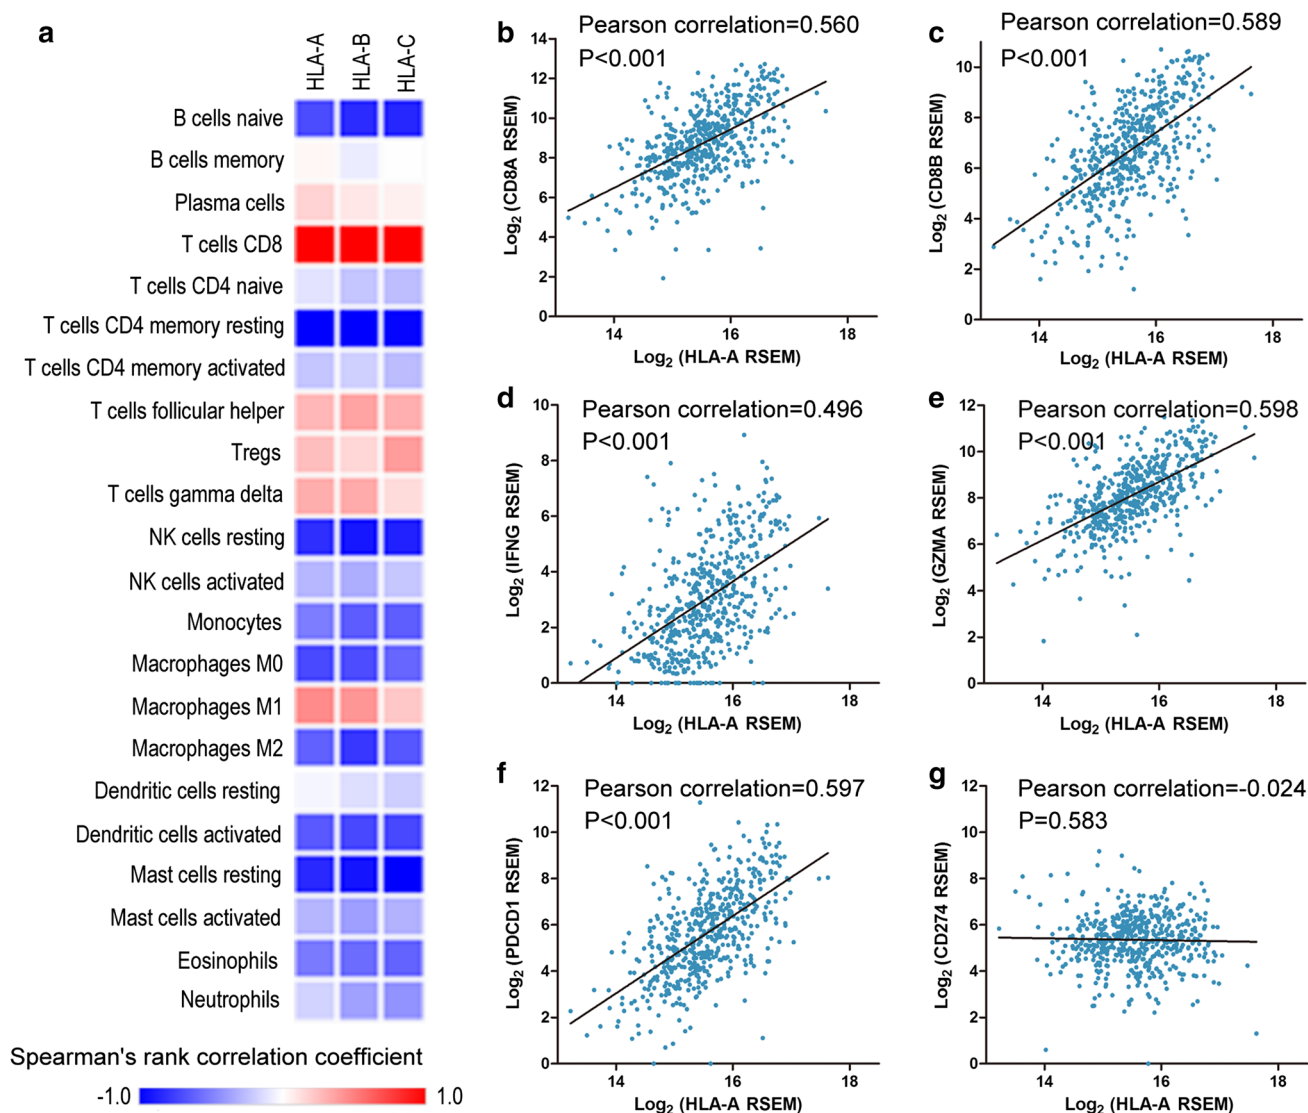 a
HLA-A
HLA-B
HLA-C
B cells naive
B cells memory
Plasma cells
T cells CD8
T cells CD4 naive
T cells CD4 memory resting
T cells CD4 memory activated
T cells follicular helper
Tregs
T cells gamma delta
NK cells resting
NK cells activated
Monocytes
Macrophages M0
Macrophages M1
Macrophages M2
Dendritic cells resting
Dendritic cells activated
Mast cells resting
Mast cells activated
Eosinophils
Neutrophils
Spearman's rank correlation coefficient
-1.0 1.0
b
Pearson correlation=0.560
P<0.001
Log2 (CD8A RSEM)
14
12
10
8
6
4
2
0
14 16 18
Log2 (HLA-A RSEM)
c
Pearson correlation=0.589
P<0.001
Log2 (CD8B RSEM)
10
8
6
4
2
0
14 16 18
Log2 (HLA-A RSEM)
d
Pearson correlation=0.496
P<0.001
Log2 (IFNG RSEM)
10
8
6
4
2
0
14 16 18
Log2 (HLA-A RSEM)
e
Pearson correlation=0.598
P<0.001
Log2 (GZMA RSEM)
12
10
8
6
4
2
0
14 16 18
Log2 (HLA-A RSEM)
f
Pearson correlation=0.597
P<0.001
Log2 (PDCD1 RSEM)
12
10
8
6
4
2
0
14 16 18
Log2 (HLA-A RSEM)
g
Pearson correlation=-0.024
P=0.583
Log2 (CD274 RSEM)
12
10
8
6
4
2
0
14 16 18
Log2 (HLA-A RSEM)